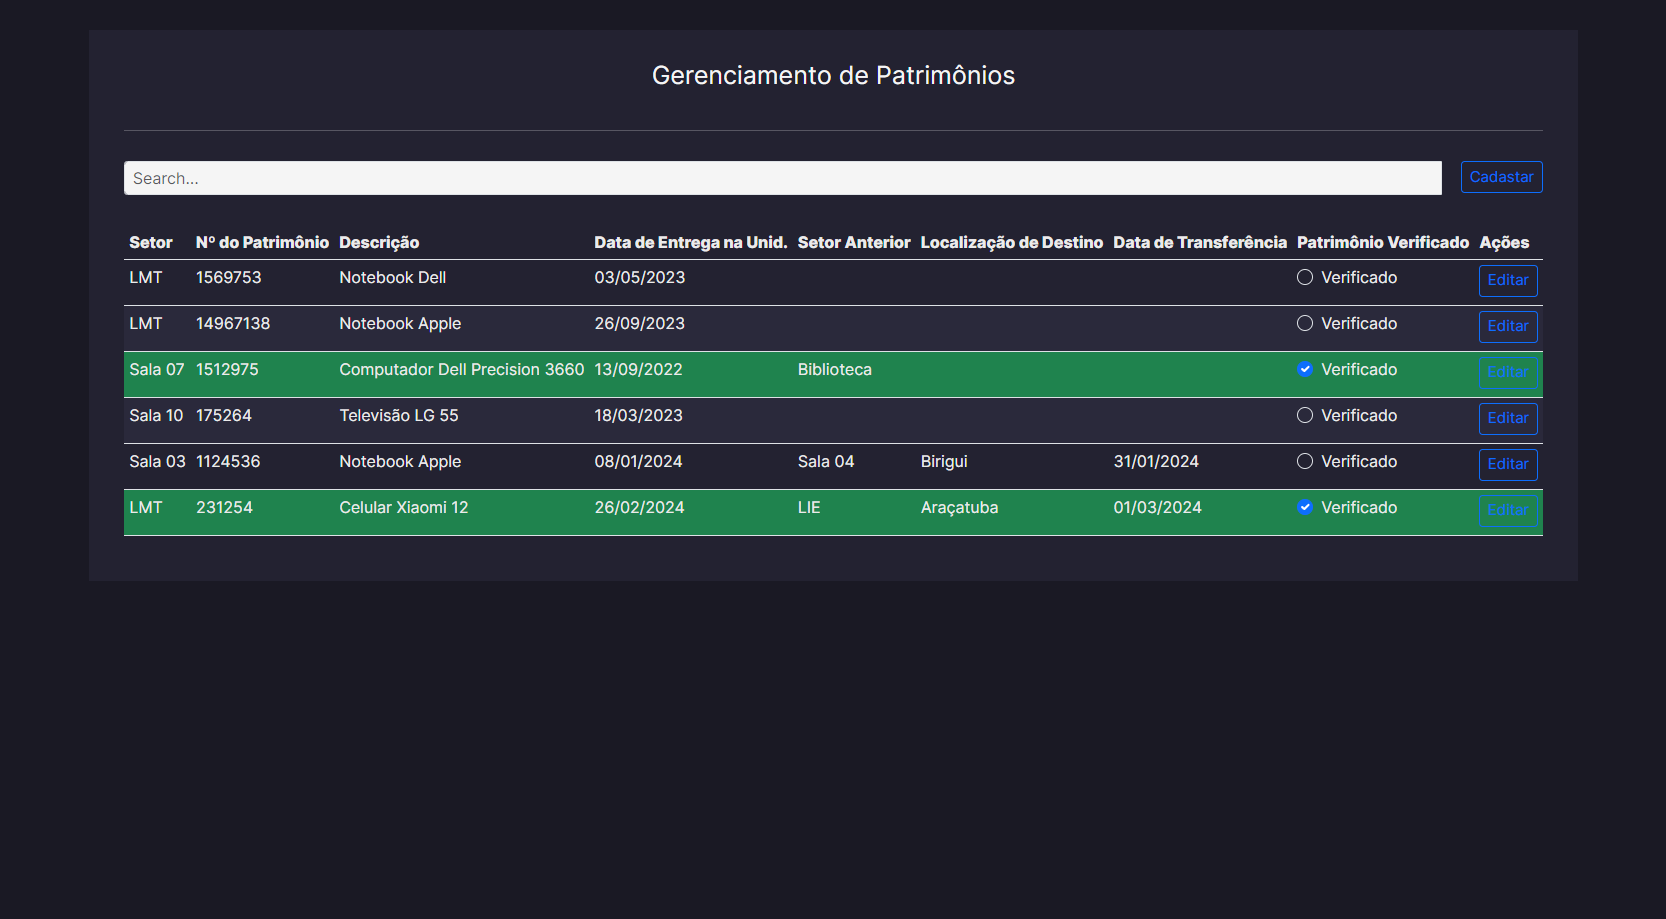 Gerenciamento de Patrimônios
Search...
Cadastar
Setor Nº do Patrimônio Descrição Data de Entrega na Unid. Setor Anterior Localização de Destino Data de Transferência Patrimônio Verificado Ações
LMT 1569753 Notebook Dell 03/05/2023 Verificado Editar
LMT 14967138 Notebook Apple 26/09/2023 Verificado Editar
Sala 07 1512975 Computador Dell Precision 3660 13/09/2022 Biblioteca Verificado Editar
Sala 10 175264 Televisão LG 55 18/03/2023 Verificado Editar
Sala 03 1124536 Notebook Apple 08/01/2024 Sala 04 Birigui 31/01/2024 Verificado Editar
LMT 231254 Celular Xiaomi 12 26/02/2024 LIE Araçatuba 01/03/2024 Verificado Editar